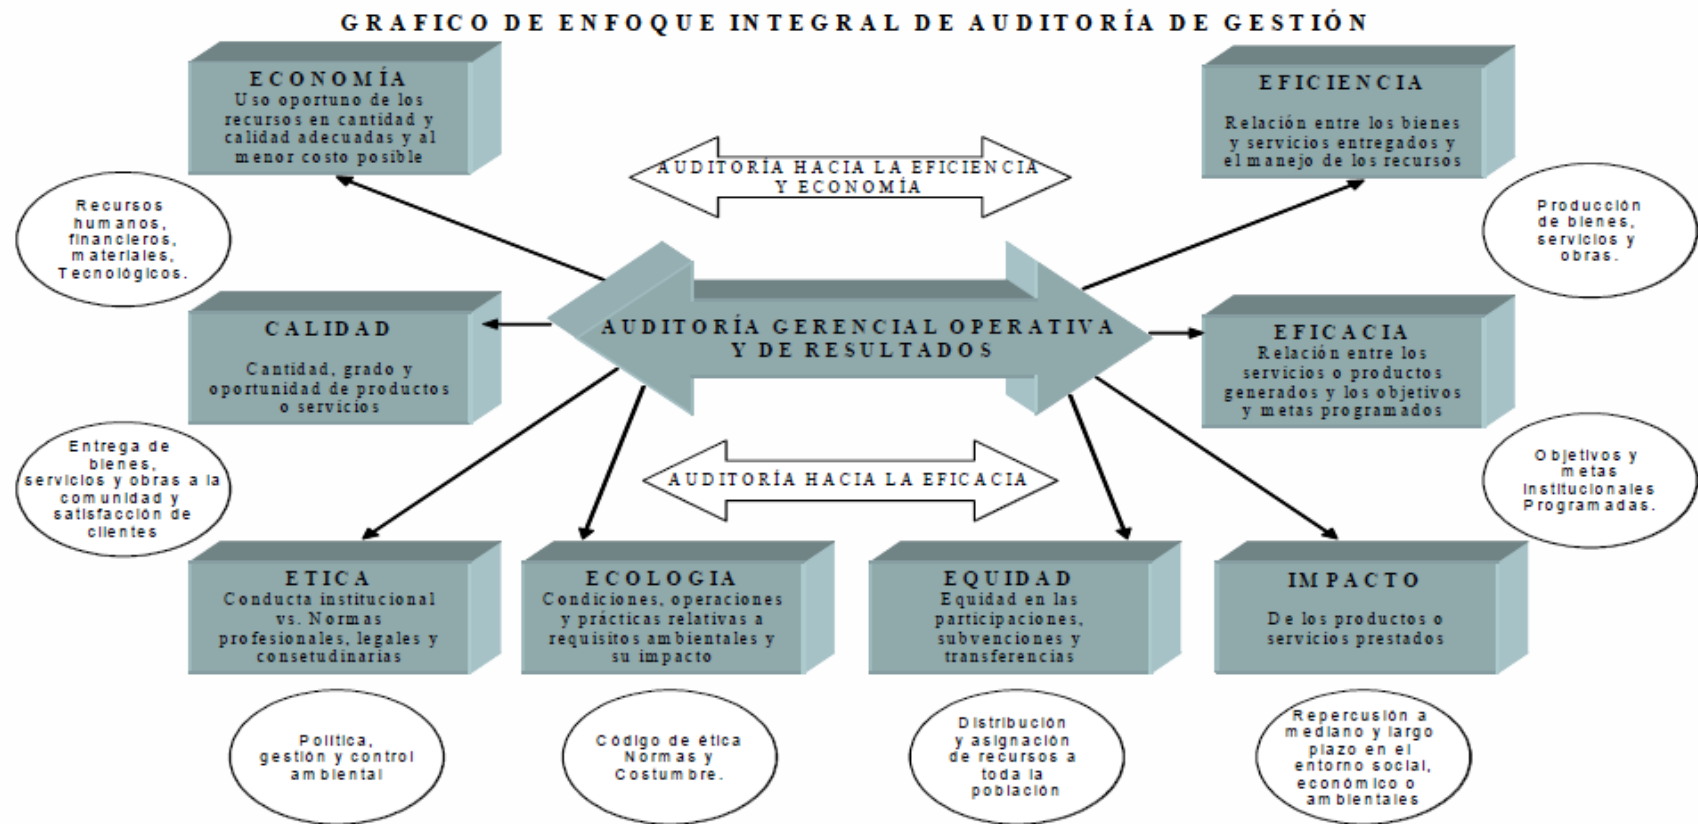 GRAFICO DE ENFOQUE INTEGRAL DE AUDITORÍA DE GESTIÓN
ECONOMÍA
Uso oportuno de los
recursos en cantidad y
calidad adecuadas y al
menor costo posible
EFICIENCIA
Relación entre los bienes
y servicios entregados y
el manejo de los recursos
AUDITORÍA HACIA LA EFICIENCIA
Y ECONOMÍA
Recursos
humanos,
financieros,
materiales,
Tecnológicos.
Producción
de bienes,
servicios y
obras.
CALIDAD
Cantidad, grado y
oportunidad de productos
o servicios
AUDITORÍA GERENCIAL OPERATIVA
Y DE RESULTADOS
EFICACIA
Relación entre los
servicios o productos
generados y los objetivos
y metas programados
Entrega de
bienes,
servicios y obras a la
comunidad y
satisfacción de
clientes
AUDITORÍA HACIA LA EFICACIA
Objetivos y
metas
Institucionales
Programadas.
ETICA
Conducta institucional
vs. Normas
profesionales, legales y
consetudinarias
ECOLOGIA
Condiciones, operaciones
y prácticas relativas a
requisitos ambientales y
su impacto
EQUIDAD
Equidad en las
participaciones,
subvenciones y
transferencias
IMPACTO
De los productos o
servicios prestados
Política,
gestión y control
ambiental
Código de ética
Normas y
Costumbre.
Distribución
y asignación
de recursos a
toda la
población
Repercusión a
mediano y largo
plazo en el
entorno social,
económico o
ambientales